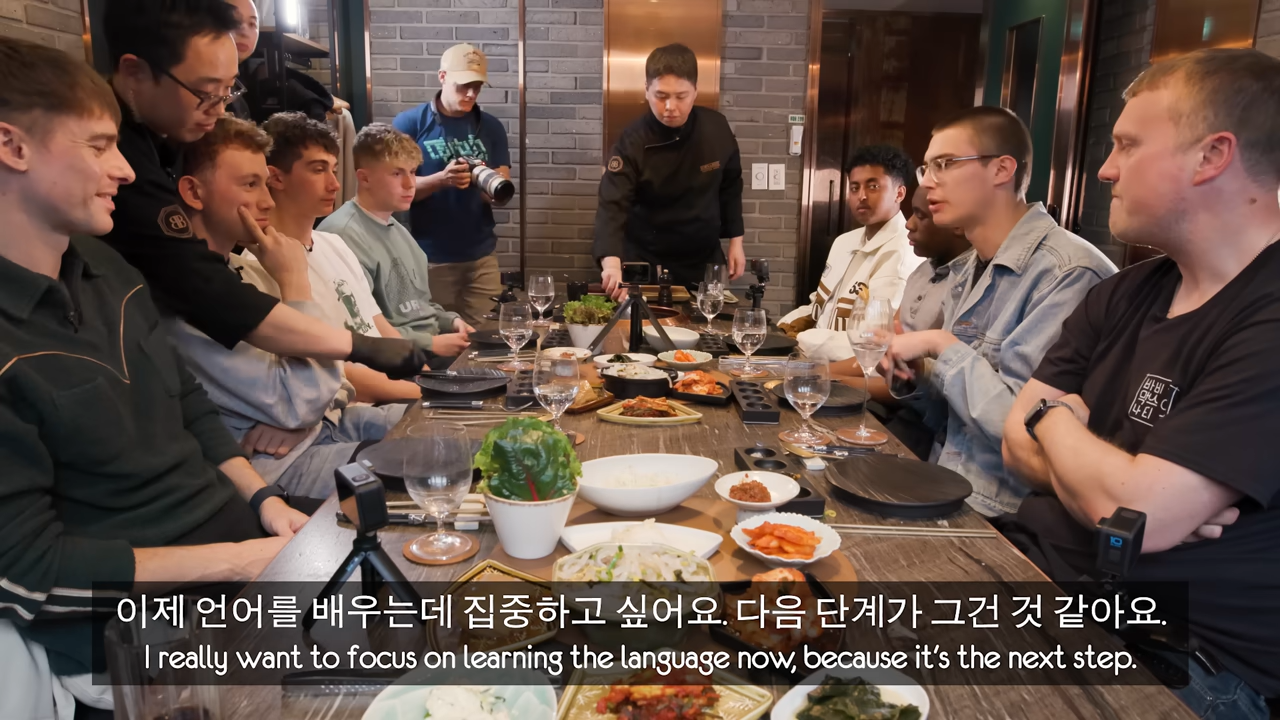 이제 언어를 배우는데 집중하고 싶어요. 다음 단계가 그건 것 같아요.
I really want to focus on learning the language now, because it's the next step.